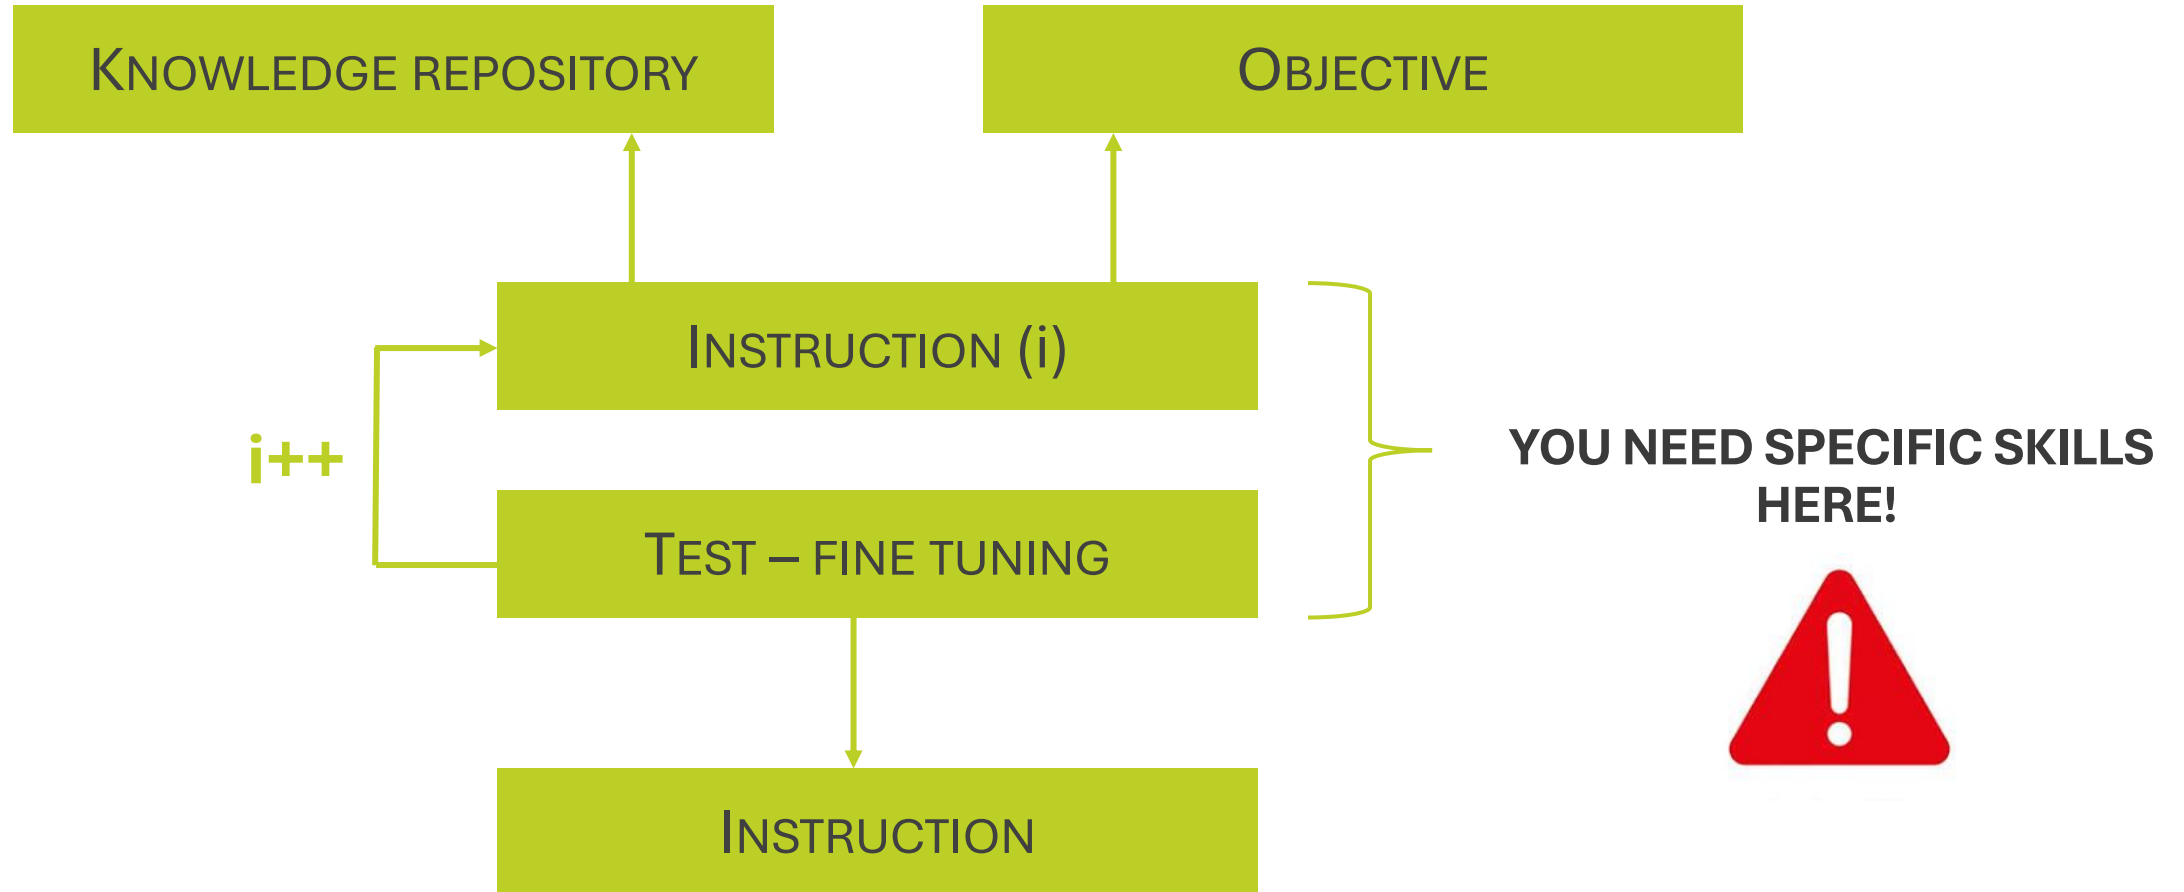 KNOWLEDGE REPOSITORY
OBJECTIVE
INSTRUCTION (i)
i++
YOU NEED SPECIFIC SKILLS
HERE!
TEST – FINE TUNING
INSTRUCTION